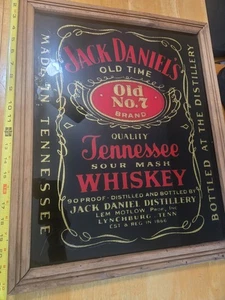 JACK DANIEL'S
OLD TIME
Old
No. 7
BRAND
QUALITY
Tennessee
SOUR MASH
WHISKEY
90 PROOF · DISTILLED AND BOTTLED BY
JACK DANIEL DISTILLERY
LEM MOTLOW Prop., Inc.
LYNCHBURG, TENN
EST & REG IN 1866
MADE IN TENNESSEE
BOTTLED AT THE DISTILLERY